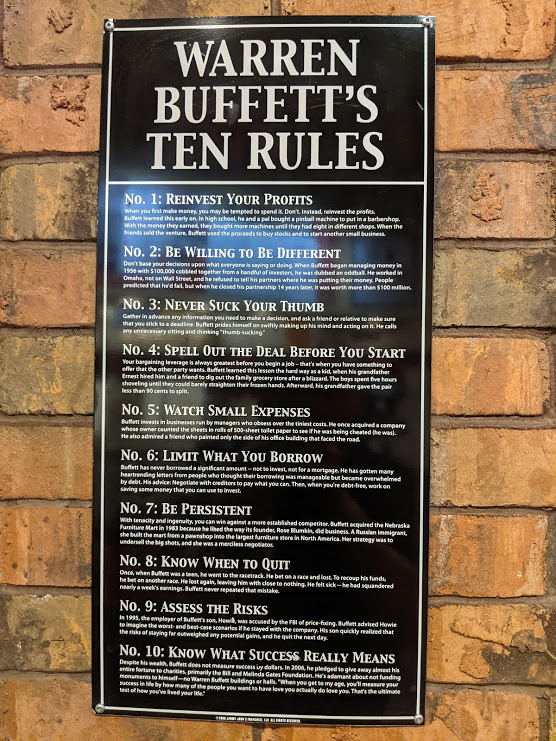 WARREN
BUFFETT'S
TEN RULES
No. 1: Reinvest Your Profits
When you first make money, you may be tempted to spend it. Don't. Instead, reinvest the profits.
Buffett learned this early on. In high school, he and a pal bought a pinball machine to put in a barbershop.
With the money they earned, they bought more machines until they had eight in different shops. When the
friends sold the venture, Buffett used the proceeds to buy stocks and to start another small business.
No. 2: Be Willing to Be Different
Don't base your decisions upon what everyone is saying or doing. When Buffett began managing money in
1956 with $100,000 cobbled together from a handful of investors, he was dubbed an oddball. He worked in
Omaha, not on Wall Street, and he refused to tell his partners where he was putting their money. People
predicted that he'd fail, but when he closed his partnership 14 years later, it was worth more than $100 million.
No. 3: Never Suck Your Thumb
Gather in advance any information you need to make a decision, and ask a friend or relative to make sure
that you stick to a deadline. Buffett prides himself on swiftly making up his mind and acting on it. He calls
any unnecessary sitting and thinking "thumb-sucking."
No. 4: Spell Out the Deal Before You Start
Your bargaining leverage is always greatest before you begin a job – that's when you have something to
offer that the other party wants. Buffett learned this lesson the hard way as a kid, when his grandfather
Ernest hired him and a friend to dig out the family grocery store after a blizzard. The boys spent five hours
shoveling until they could barely straighten their frozen hands. Afterward, his grandfather gave the pair
less than 90 cents to split.
No. 5: Watch Small Expenses
Buffett invests in businesses run by managers who obsess over the tiniest costs. He once acquired a company
whose owner counted the sheets in rolls of 500-sheet toilet paper to see if he was being cheated (he was).
He also admired a friend who painted only the side of his office building that faced the road.
No. 6: Limit What You Borrow
Buffett has never borrowed a significant amount – not to invest, not for a mortgage. He has gotten many
heartrending letters from people who thought their borrowing was manageable but became overwhelmed
by debt. His advice: Negotiate with creditors to pay what you can. Then, when you're debt-free, work on
saving some money that you can use to invest.
No. 7: Be Persistent
With tenacity and ingenuity, you can win against a more established competitor. Buffett acquired the Nebraska
Furniture Mart in 1983 because he liked the way its founder, Rose Blumkin, did business. A Russian immigrant,
she built the mart from a pawnshop into the largest furniture store in North America. Her strategy was to
undersell the big shots, and she was a merciless negotiator.
No. 8: Know When to Quit
Once, when Buffett was a teen, he went to the racetrack. He bet on a race and lost. To recoup his funds,
he bet on another race. He lost again, leaving him with close to nothing. He felt sick – he had squandered
nearly a week's earnings. Buffett never repeated that mistake.
No. 9: Assess the Risks
In 1995, the employer of Buffett's son, Howie, was accused by the FBI of price-fixing. Buffett advised Howie
to imagine the worst- and best-case scenarios if he stayed with the company. His son quickly realized that
the risks of staying far outweighed any potential gains, and he quit the next day.
No. 10: Know What Success Really Means
Despite his wealth, Buffett does not measure success by dollars. In 2006, he pledged to give away almost his
entire fortune to charities, primarily the Bill and Melinda Gates Foundation. He's adamant about not funding
monuments to himself—no Warren Buffett buildings or halls. "When you get to my age, you'll measure your
success in life by how many of the people you want to have love you actually do love you. That's the ultimate
test of how you've lived your life."
JIMMY JOHN'S FRANCHISE, ALL RIGHTS RESERVED.